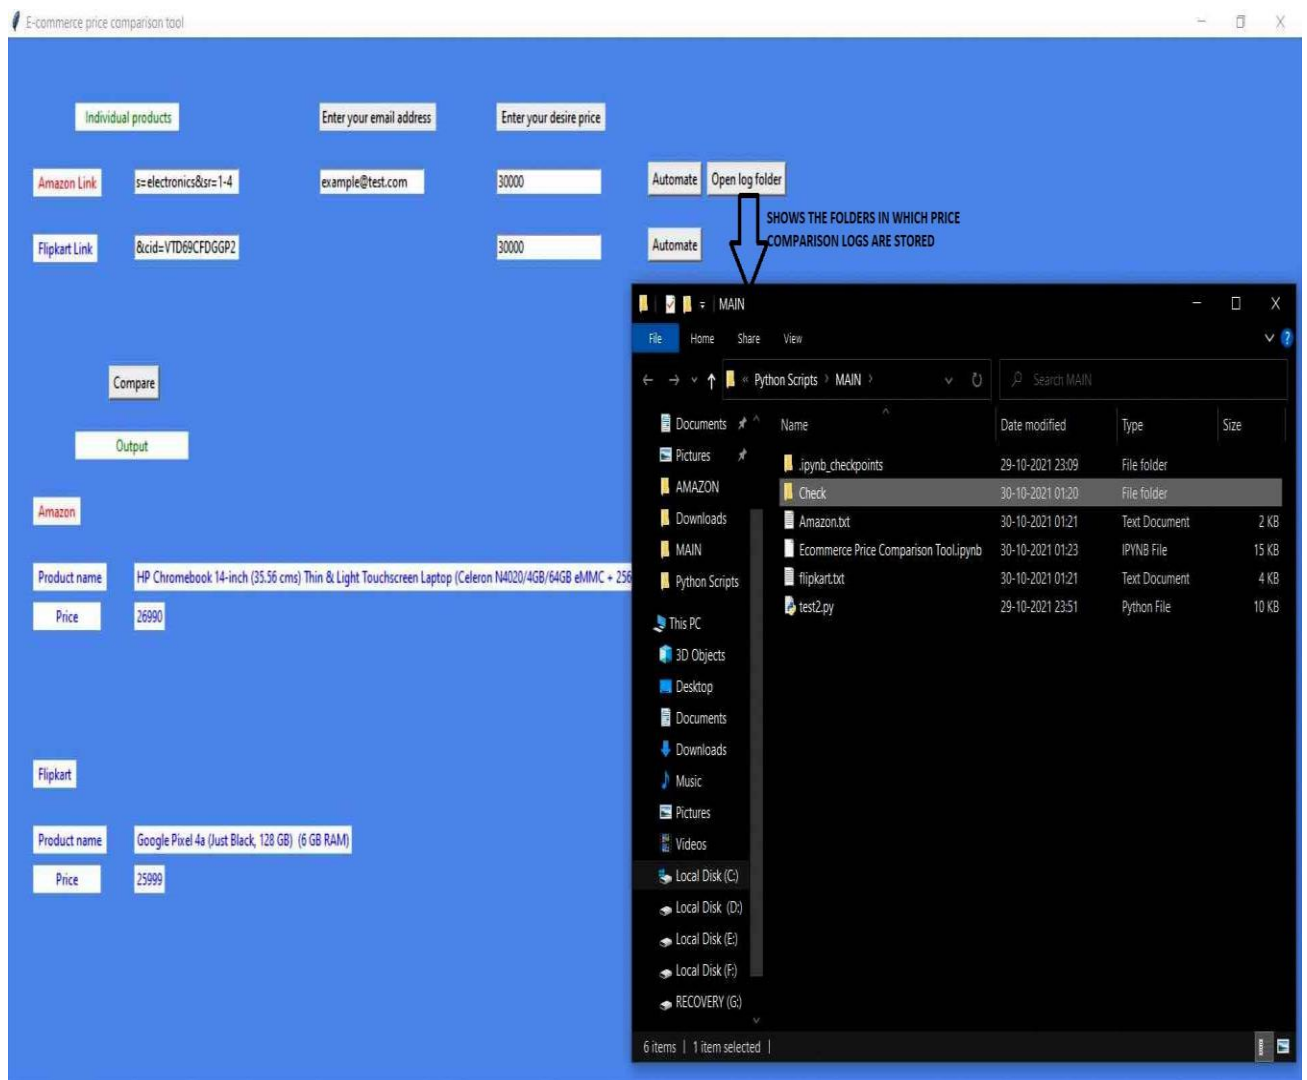 E-commerce price comparison tool
Individual products
Enter your email address
Enter your desire price
Amazon Link
s=electronics&sr=1-4
example@test.com
30000
Automate
Open log folder
SHOWS THE FOLDERS IN WHICH PRICE
COMPARISON LOGS ARE STORED
Flipkart Link
&cid=VTD69CFDGGP2
30000
Automate
Compare
Output
Amazon
Product name
HP Chromebook 14-inch (35.56 cms) Thin & Light Touchscreen Laptop (Celeron N4020/4GB/64GB eMMC + 256
Price
26990
Flipkart
Product name
Google Pixel 4a (Just Black, 128 GB) (6 GB RAM)
Price
25999
MAIN
File Home Share View
« Python Scripts > MAIN >
Search MAIN
Documents
Pictures
AMAZON
Downloads
MAIN
Python Scripts
This PC
3D Objects
Desktop
Documents
Downloads
Music
Pictures
Videos
Local Disk (C:)
Local Disk (D:)
Local Disk (E:)
Local Disk (F:)
RECOVERY (G:)
Name Date modified Type Size
.ipynb_checkpoints 29-10-2021 23:09 File folder
Check 30-10-2021 01:20 File folder
Amazon.txt 30-10-2021 01:21 Text Document 2 KB
Ecommerce Price Comparison Tool.ipynb 30-10-2021 01:23 IPYNB File 15 KB
flipkart.txt 30-10-2021 01:21 Text Document 4 KB
test2.py 29-10-2021 23:51 Python File 10 KB
6 items | 1 item selected |